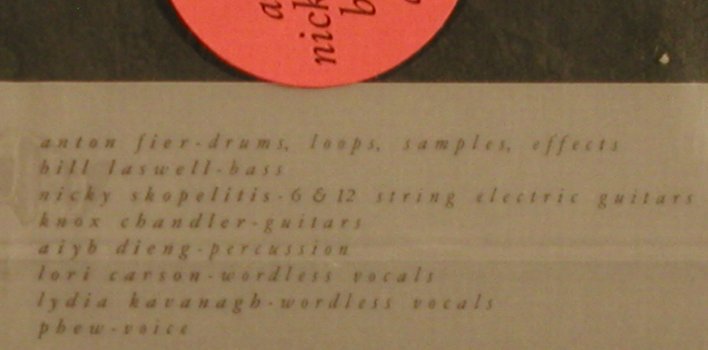 nick
b
anton fier-drums, loops, samples, effects
bill laswell-bass
nicky skopelitis-6 & 12 string electric guitars
knox chandler-guitars
aiyb dieng-percussion
lori carson-wordless vocals
lydia kavanagh-wordless vocals
phew-voice